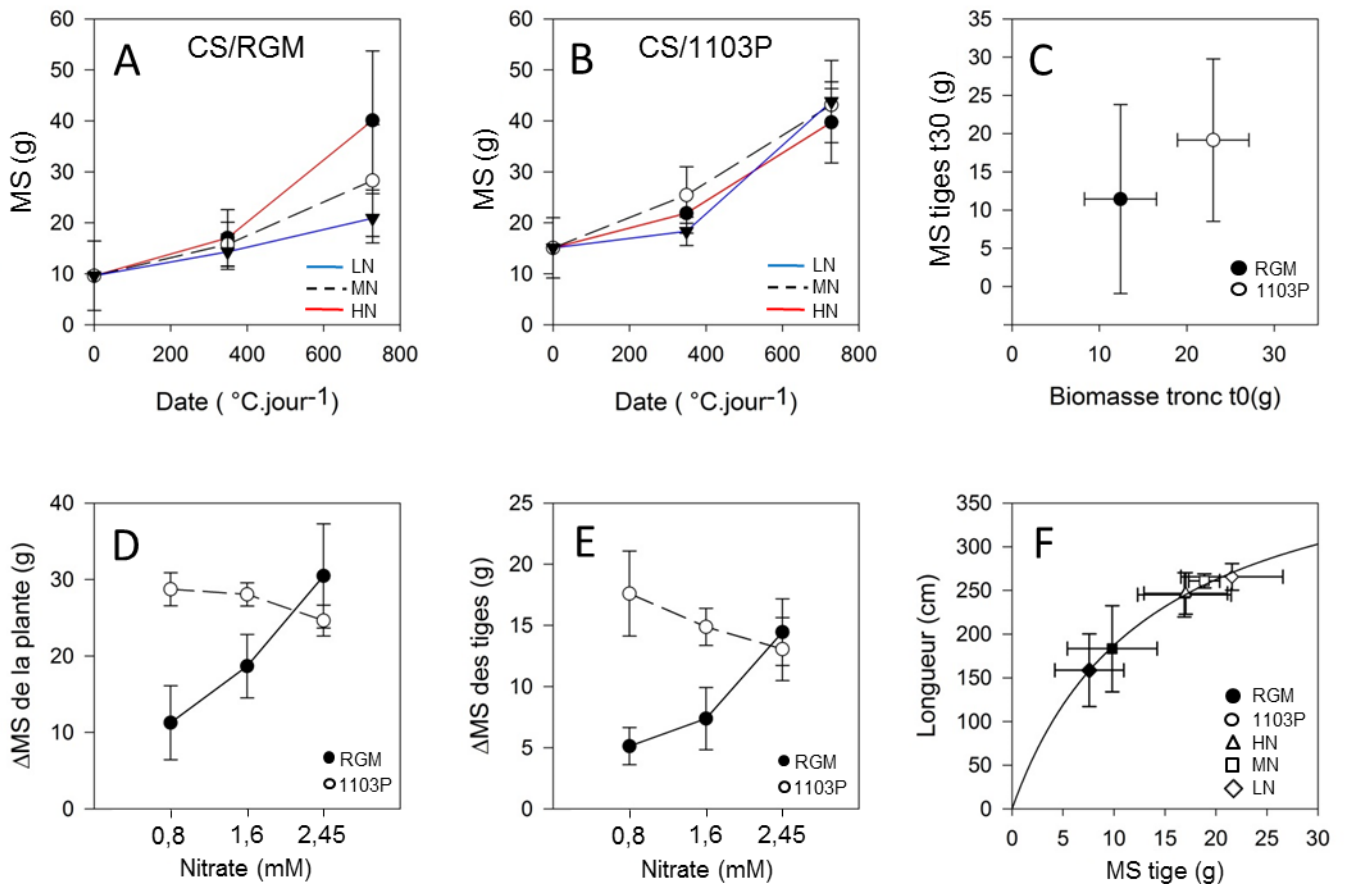 A
CS/RGM
MS (g)
60
50
40
30
20
10
0
0
200
400
600
800
Date ( °C.jour-1)
LN
MN
HN
B
CS/1103P
MS (g)
60
50
40
30
20
10
0
0
200
400
600
800
Date ( °C.jour-1)
LN
MN
HN
C
MS tiges t30 (g)
40
35
30
25
20
15
10
5
0
0
10
20
30
Biomasse tronc t0(g)
RGM
1103P
D
ΔMS de la plante (g)
40
30
20
10
0
0,8
1,6
2,45
Nitrate (mM)
RGM
1103P
E
ΔMS des tiges (g)
25
20
15
10
5
0
0,8
1,6
2,45
Nitrate (mM)
RGM
1103P
F
Longueur (cm)
350
300
250
200
150
100
50
0
0
5
10
15
20
25
30
MS tige (g)
RGM
1103P
HN
MN
LN